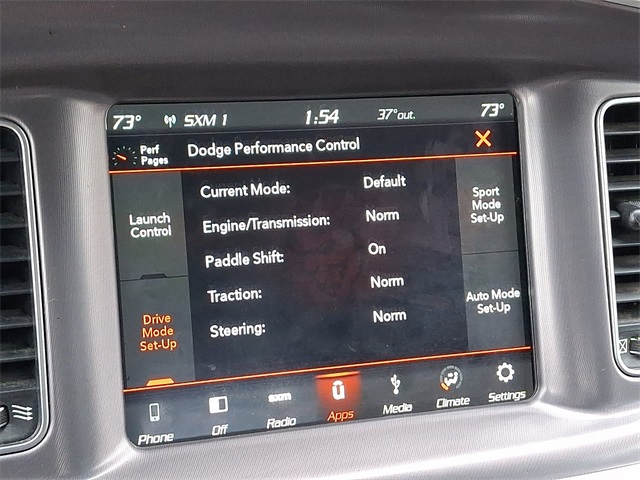 73° SXM 1 1:54 37°out. 73°
Perf
Pages
Dodge Performance Control
Launch
Control
Drive
Mode
Set-Up
Current Mode: Default
Engine/Transmission: Norm
Paddle Shift: On
Traction: Norm
Steering: Norm
Sport
Mode
Set-Up
Auto Mode
Set-Up
sxm
û
Phone Off Radio Apps Media Climate Settings